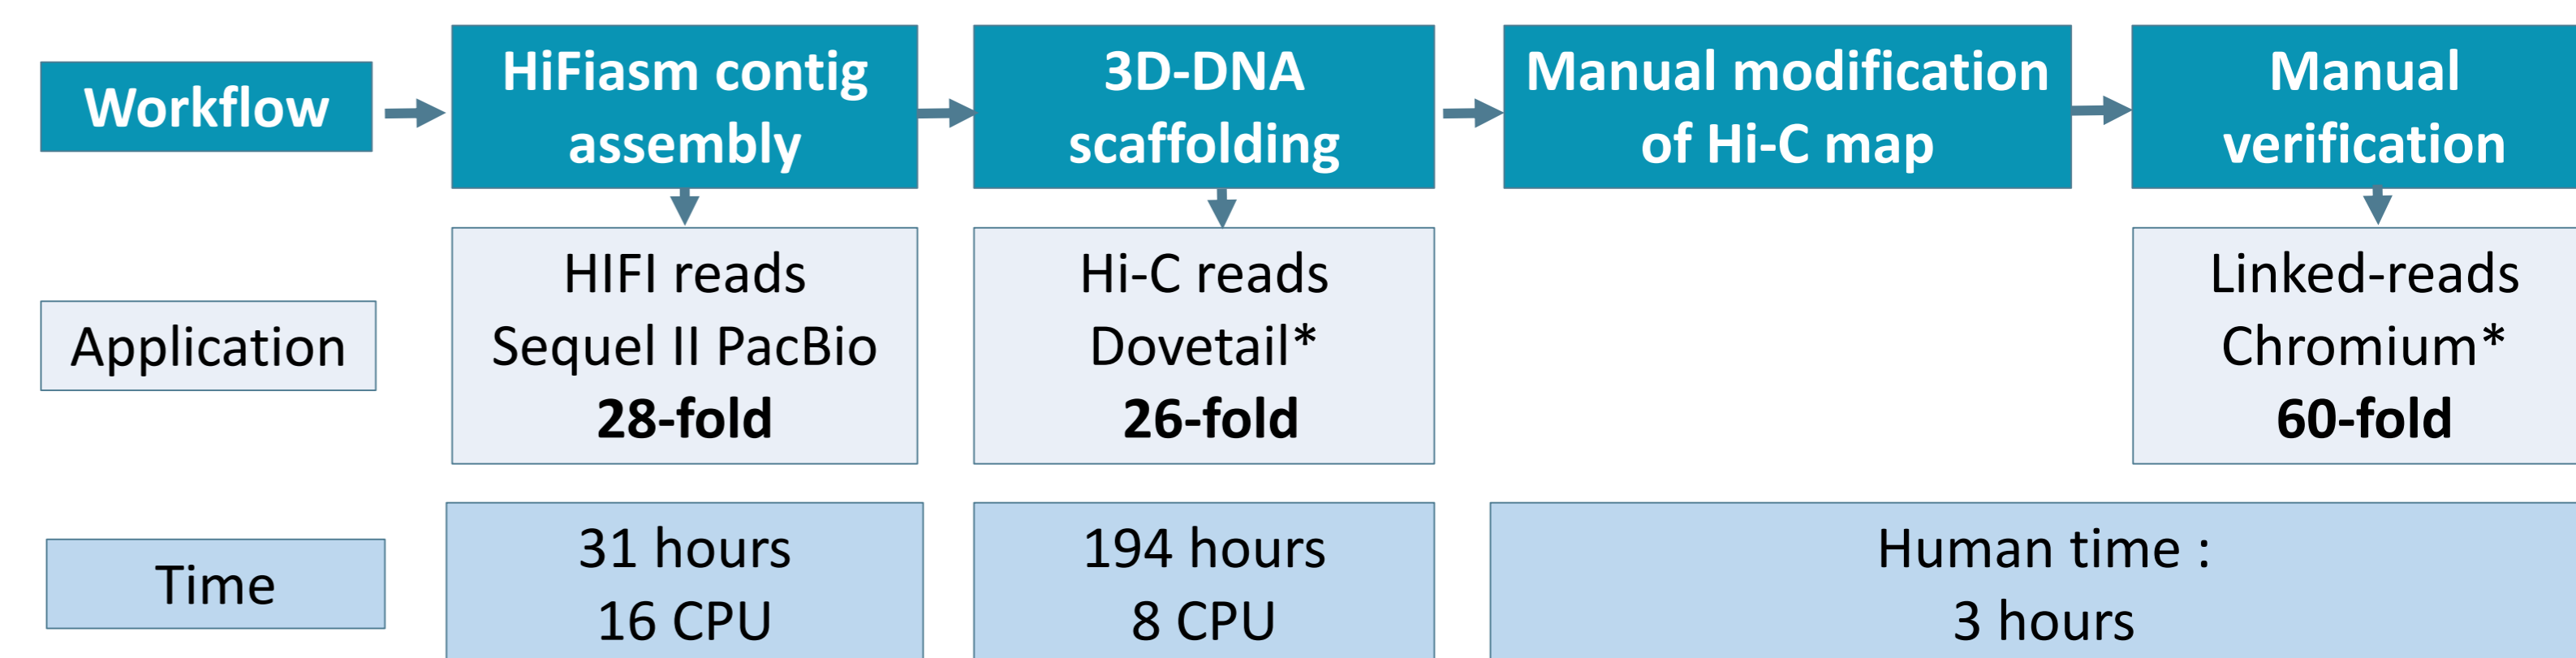 Workflow
HiFiasm contig
assembly
3D-DNA
scaffolding
Manual modification
of Hi-C map
Manual
verification
Application
HIFI reads
Sequel II PacBio
28-fold
Hi-C reads
Dovetail*
26-fold
Linked-reads
Chromium*
60-fold
Time
31 hours
16 CPU
194 hours
8 CPU
Human time :
3 hours